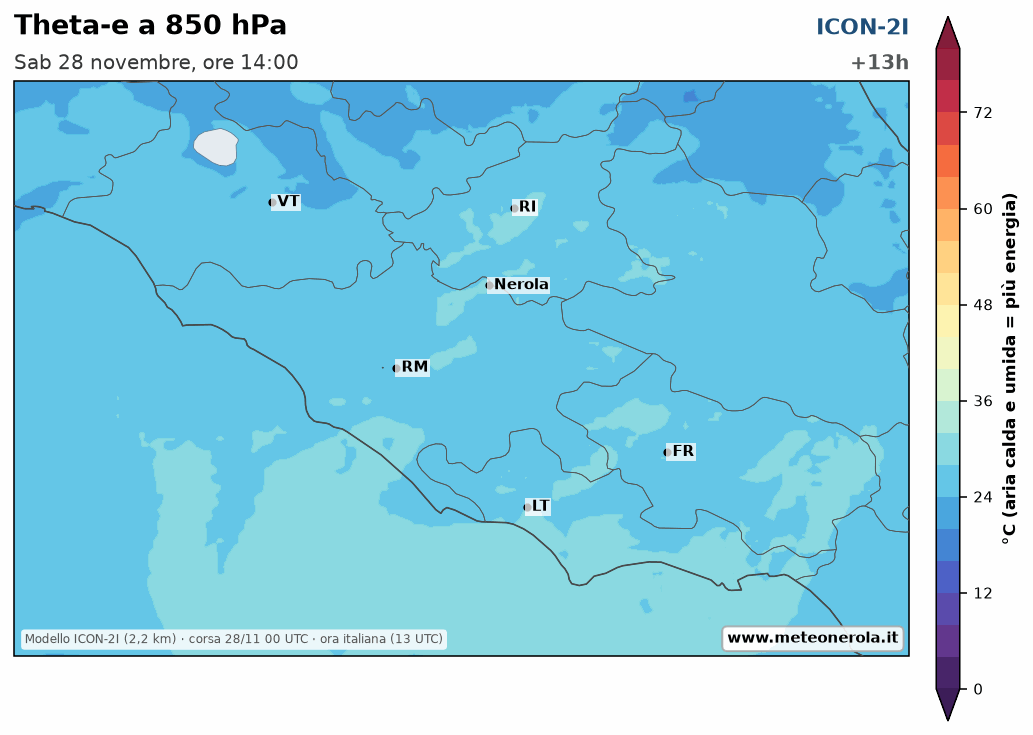 Theta-e a 850 hPa
ICON-2I
Sab 28 novembre, ore 14:00
+13h
VT
RI
Nerola
RM
FR
LT
Modello ICON-2I (2,2 km) · corsa 28/11 00 UTC · ora italiana (13 UTC)
www.meteonerola.it
72
60
48
36
24
12
0
°C (aria calda e umida = più energia)